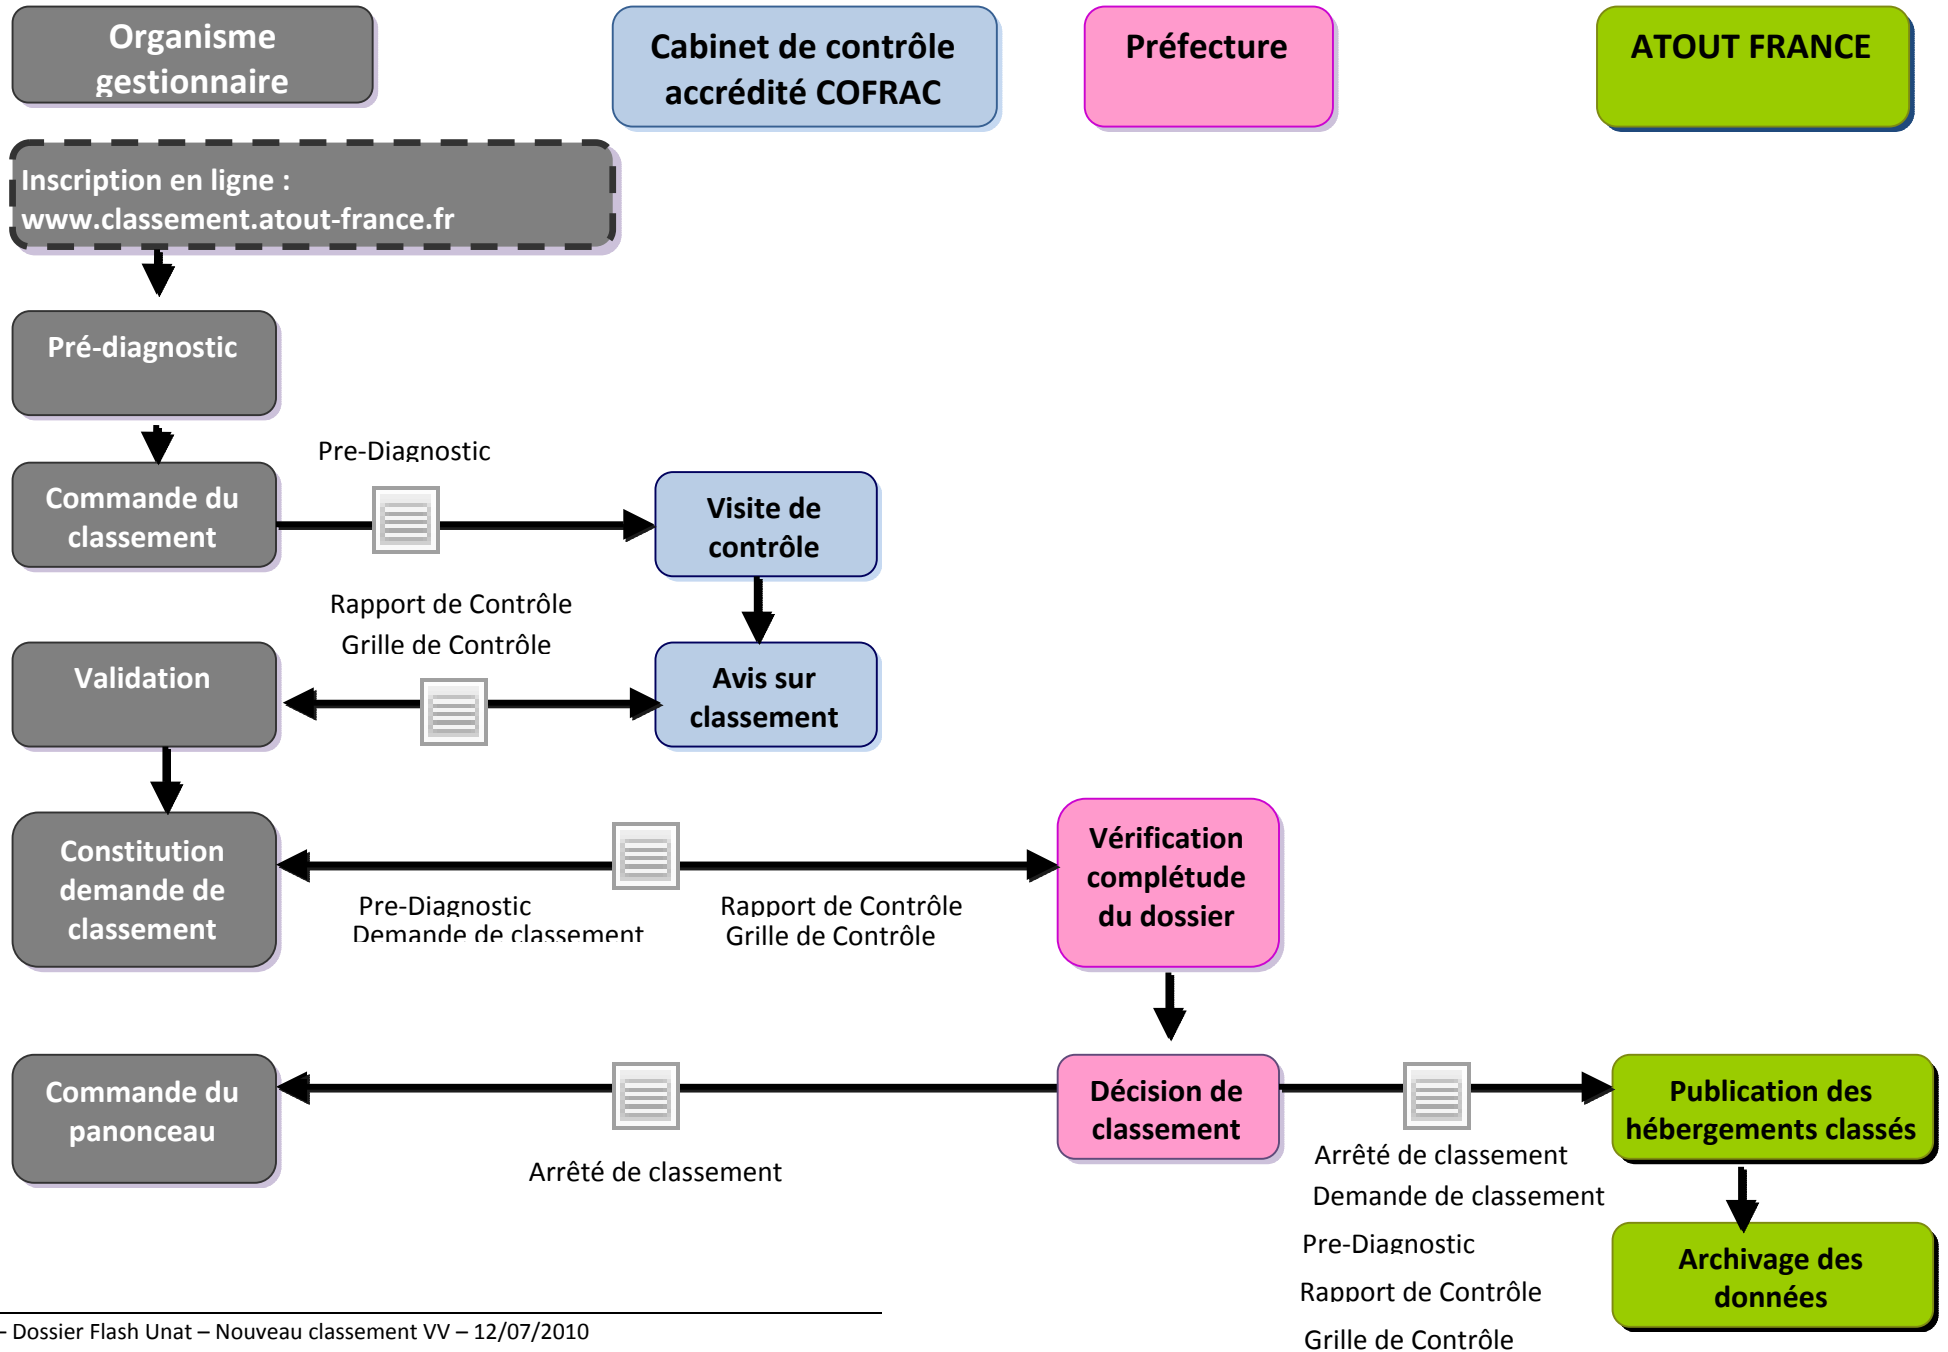 Organisme
gestionnaire
Cabinet de contrôle
accrédité COFRAC
Préfecture
ATOUT FRANCE
Inscription en ligne :
www.classement.atout-france.fr
Pré-diagnostic
Pre-Diagnostic
Commande du
classement
Visite de
contrôle
Rapport de Contrôle
Grille de Contrôle
Validation
Avis sur
classement
Constitution
demande de
classement
Pre-Diagnostic
Demande de classement
Rapport de Contrôle
Grille de Contrôle
Vérification
complétude
du dossier
Commande du
panonceau
Arrêté de classement
Décision de
classement
Arrêté de classement
Demande de classement
Pre-Diagnostic
Rapport de Contrôle
Grille de Contrôle
Publication des
hébergements classés
Archivage des
données
– Dossier Flash Unat – Nouveau classement VV – 12/07/2010